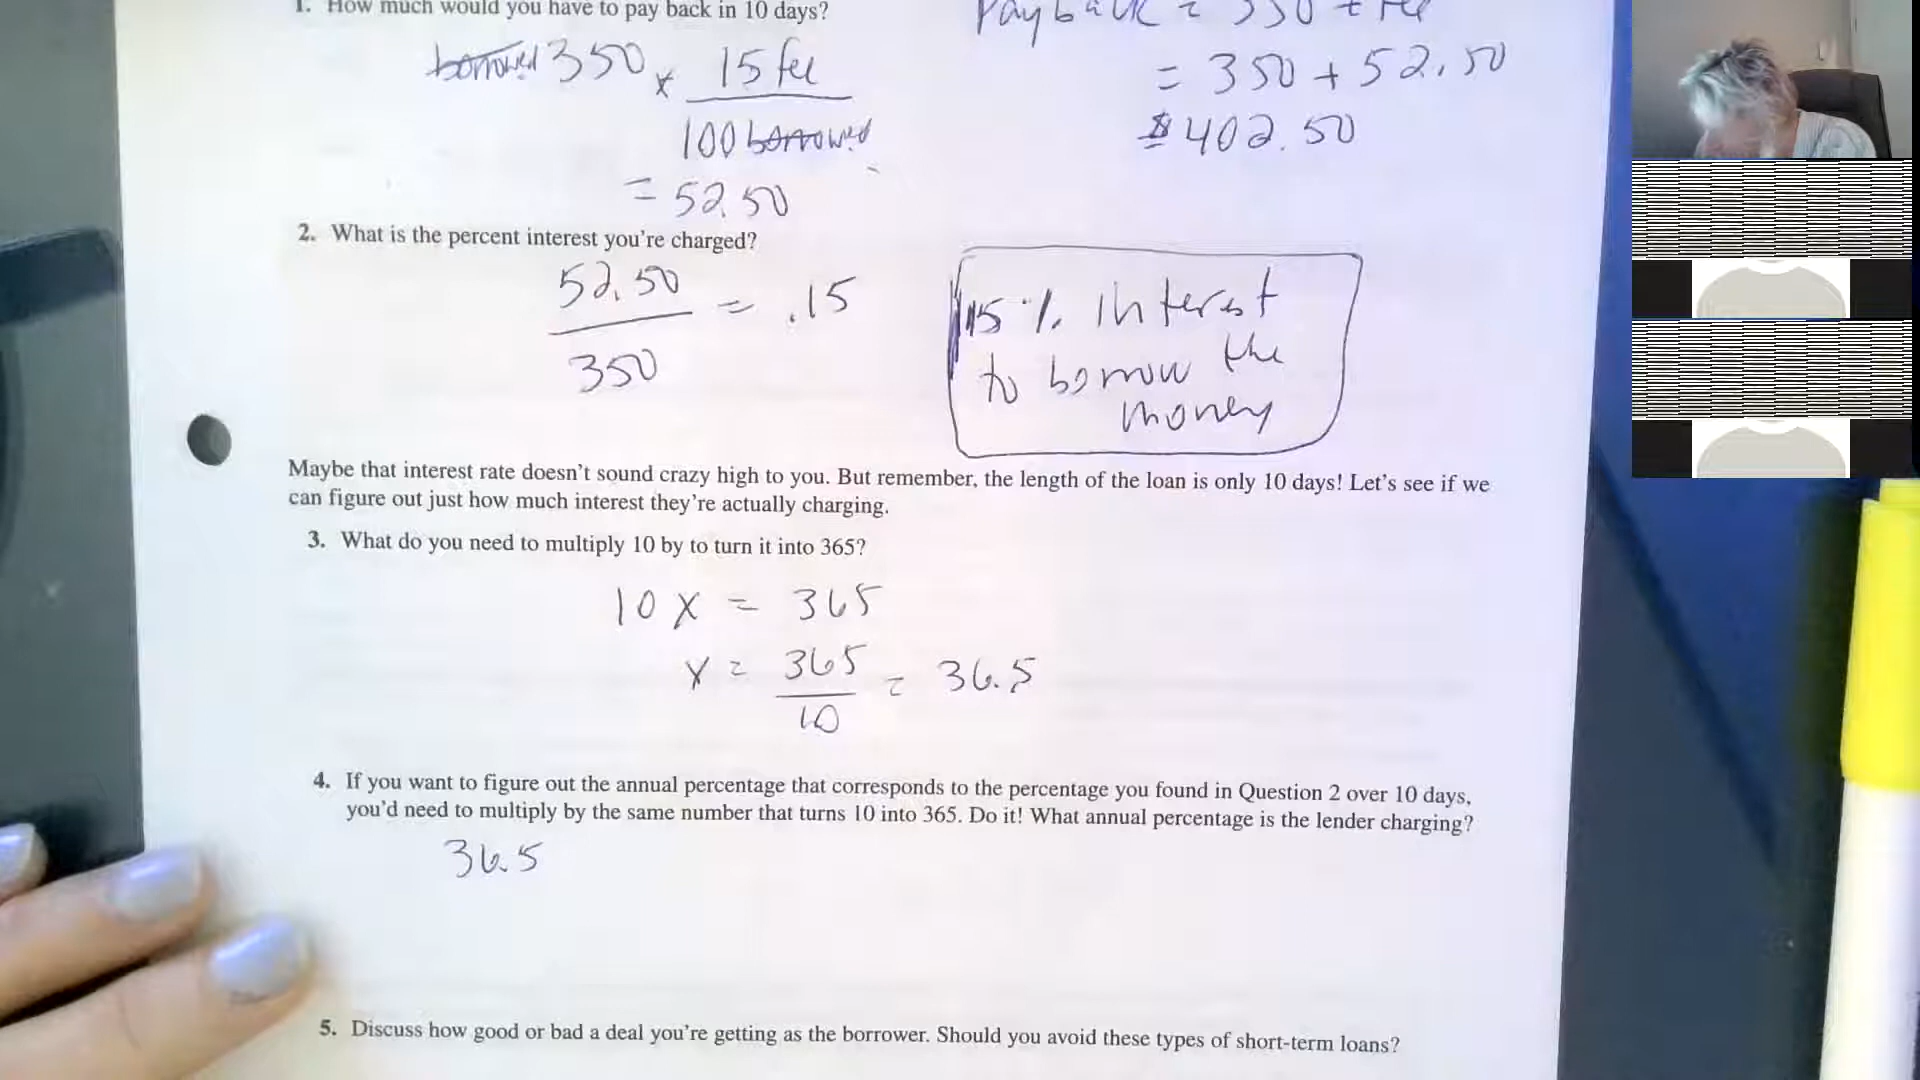 1. How much would you have to pay back in 10 days?
Payback = 350 + fee
borrowed 350 x 15 fee
= 350 + 52.50
100 borrowed
$402.50
= 52.50
2. What is the percent interest you're charged?
52.50
= .15
350
15% interest
to borrow the
money
Maybe that interest rate doesn't sound crazy high to you. But remember, the length of the loan is only 10 days! Let's see if we
can figure out just how much interest they're actually charging.
3. What do you need to multiply 10 by to turn it into 365?
10x = 365
x = 365 = 36.5
10
4. If you want to figure out the annual percentage that corresponds to the percentage you found in Question 2 over 10 days,
you'd need to multiply by the same number that turns 10 into 365. Do it! What annual percentage is the lender charging?
36.5
5. Discuss how good or bad a deal you're getting as the borrower. Should you avoid these types of short-term loans?